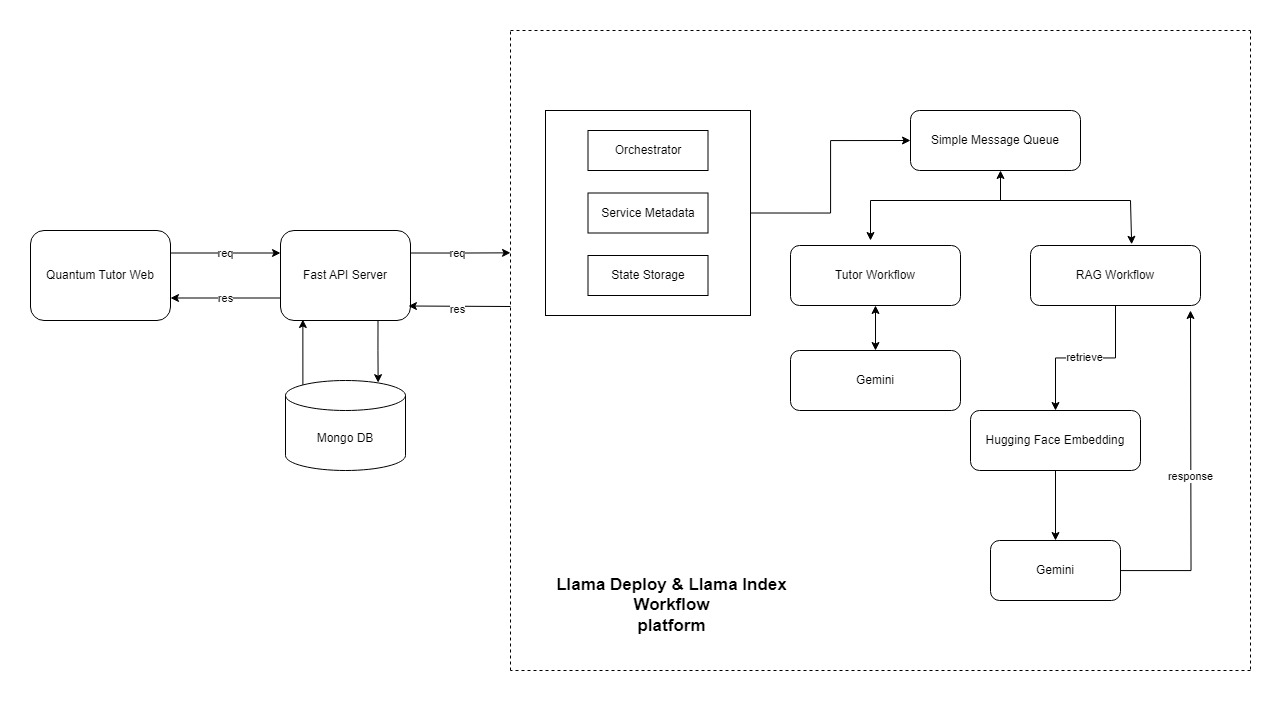 Quantum Tutor Web
req
res
Fast API Server
Mongo DB
req
res
Orchestrator
Service Metadata
State Storage
Simple Message Queue
Tutor Workflow
RAG Workflow
Gemini
retrieve
Hugging Face Embedding
response
Gemini
Llama Deploy & Llama Index
Workflow
platform